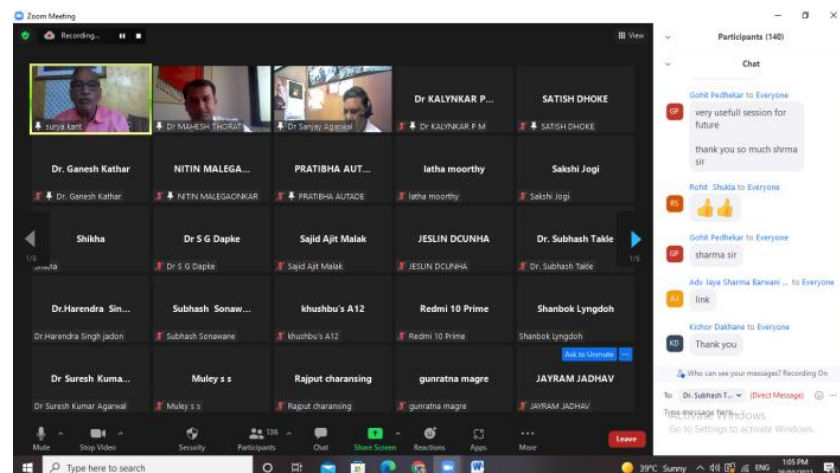 Zoom Meeting
Recording...
View
Participants (140)
Chat
surya kant
Dr MAHESH THORAT
Dr Sanjay Agarwal
Dr KALYNKAR P...
Dr KALYNKAR P M
SATISH DHOKE
SATISH DHOKE
Dr. Ganesh Kathar
Dr. Ganesh Kathar
NITIN MALEGA...
NITIN MALEGAONKAR
PRATIBHA AUT...
PRATIBHA AUTADE
latha moorthy
latha moorthy
Sakshi Jogi
Sakshi Jogi
Shikha
Shikha
Dr S G Dapke
Dr S G Dapke
Sajid Ajit Malak
Sajid Ajit Malak
JESLIN DCUNHA
JESLIN DCUNHA
Dr. Subhash Takle
Dr. Subhash Takle
1/6
1/6
Dr.Harendra Sin...
Dr.Harendra Singh jadon
Subhash Sonaw...
Subhash Sonawane
khushbu's A12
khushbu's A12
Redmi 10 Prime
Redmi 10 Prime
Shanbok Lyngdoh
Shanbok Lyngdoh
Dr Suresh Kuma...
Dr Suresh Kumar Agarwal
Muley s s
Muley s s
Rajput charansing
Rajput charansing
gunratna magre
gunratna magre
Ask to Unmute
JAYRAM JADHAV
JAYRAM JADHAV
Mute
Stop Video
Security
136
Participants
Chat
Share Screen
Reactions
Apps
More
Leave
Gohit Pedhekar to Everyone
GP
very usefull session for
future
thank you so much shrma
sir
Rohit Shukla to Everyone
RS
Gohit Pedhekar to Everyone
GP
sharma sir
Adv Jaya Sharma Barwani ... to Everyone
AJ
link
Kishor Dakhane to Everyone
KD
Thank you
Who can see your messages? Recording On
To: Dr. Subhash T... (Direct Message)
Type message here...
Activate Windows
Go to Settings to activate Windows.
Type here to search
39°C Sunny
ENG
1:05 PM